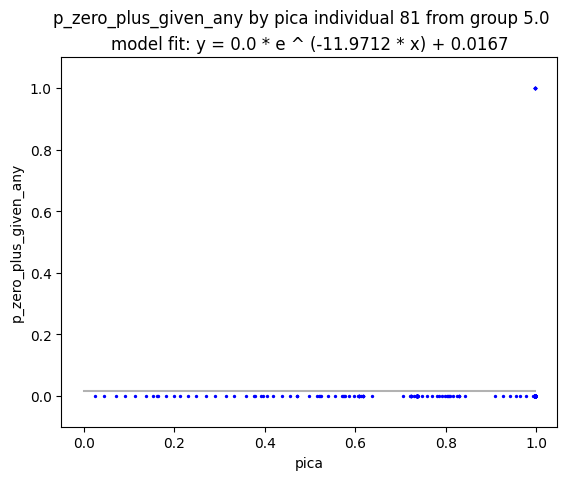 p_zero_plus_given_any by pica individual 81 from group 5.0
model fit: y = 0.0 * e ^ (-11.9712 * x) + 0.0167
1.0
0.8
0.6
0.4
0.2
0.0
p_zero_plus_given_any
0.0 0.2 0.4 0.6 0.8 1.0
pica